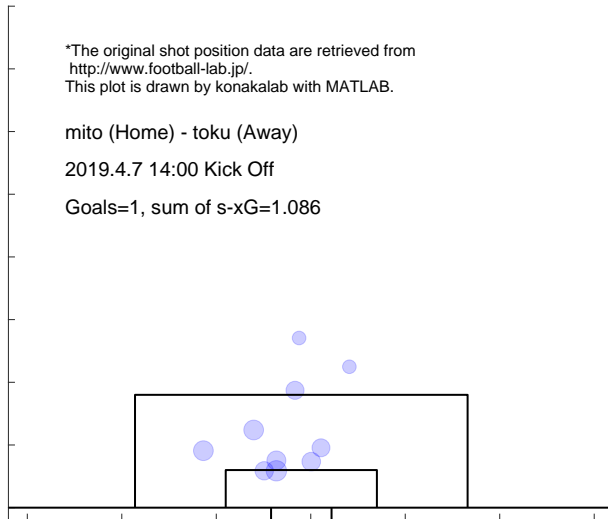 *The original shot position data are retrieved from
http://www.football-lab.jp/.
This plot is drawn by konakalab with MATLAB.
mito (Home) - toku (Away)
2019.4.7 14:00 Kick Off
Goals=1, sum of s-xG=1.086